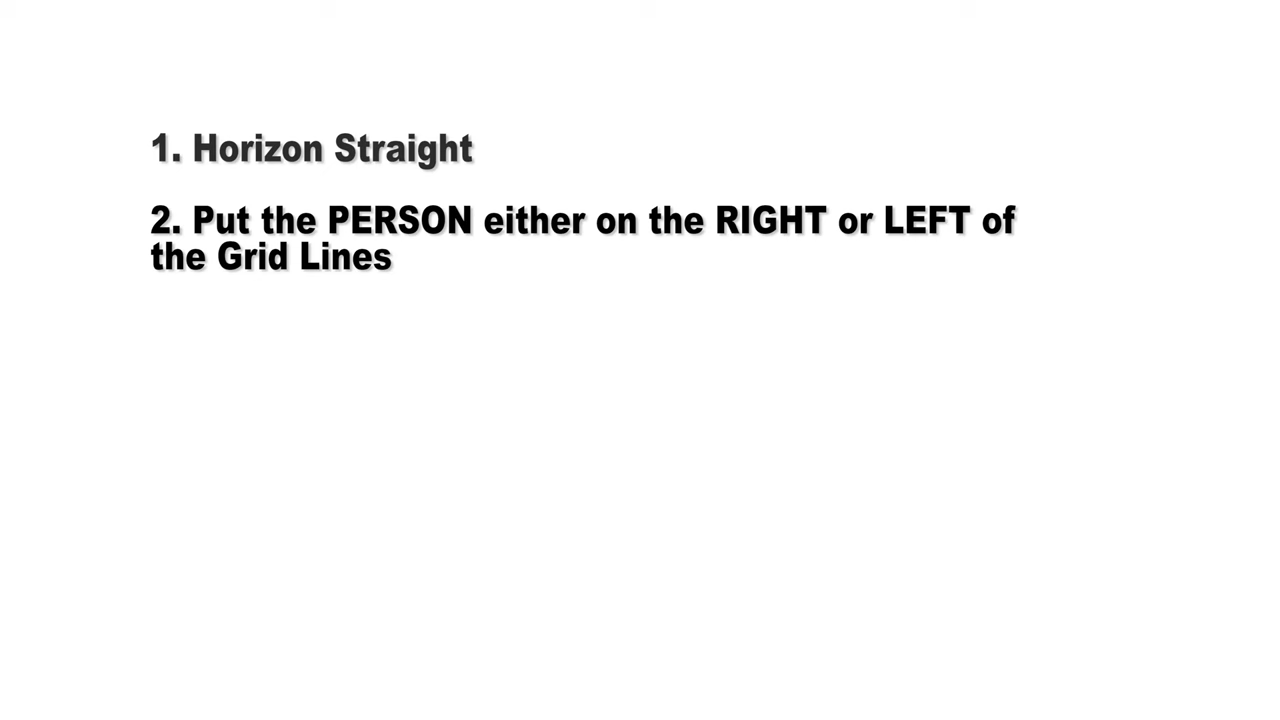 1. Horizon Straight
2. Put the PERSON either on the RIGHT or LEFT of
the Grid Lines